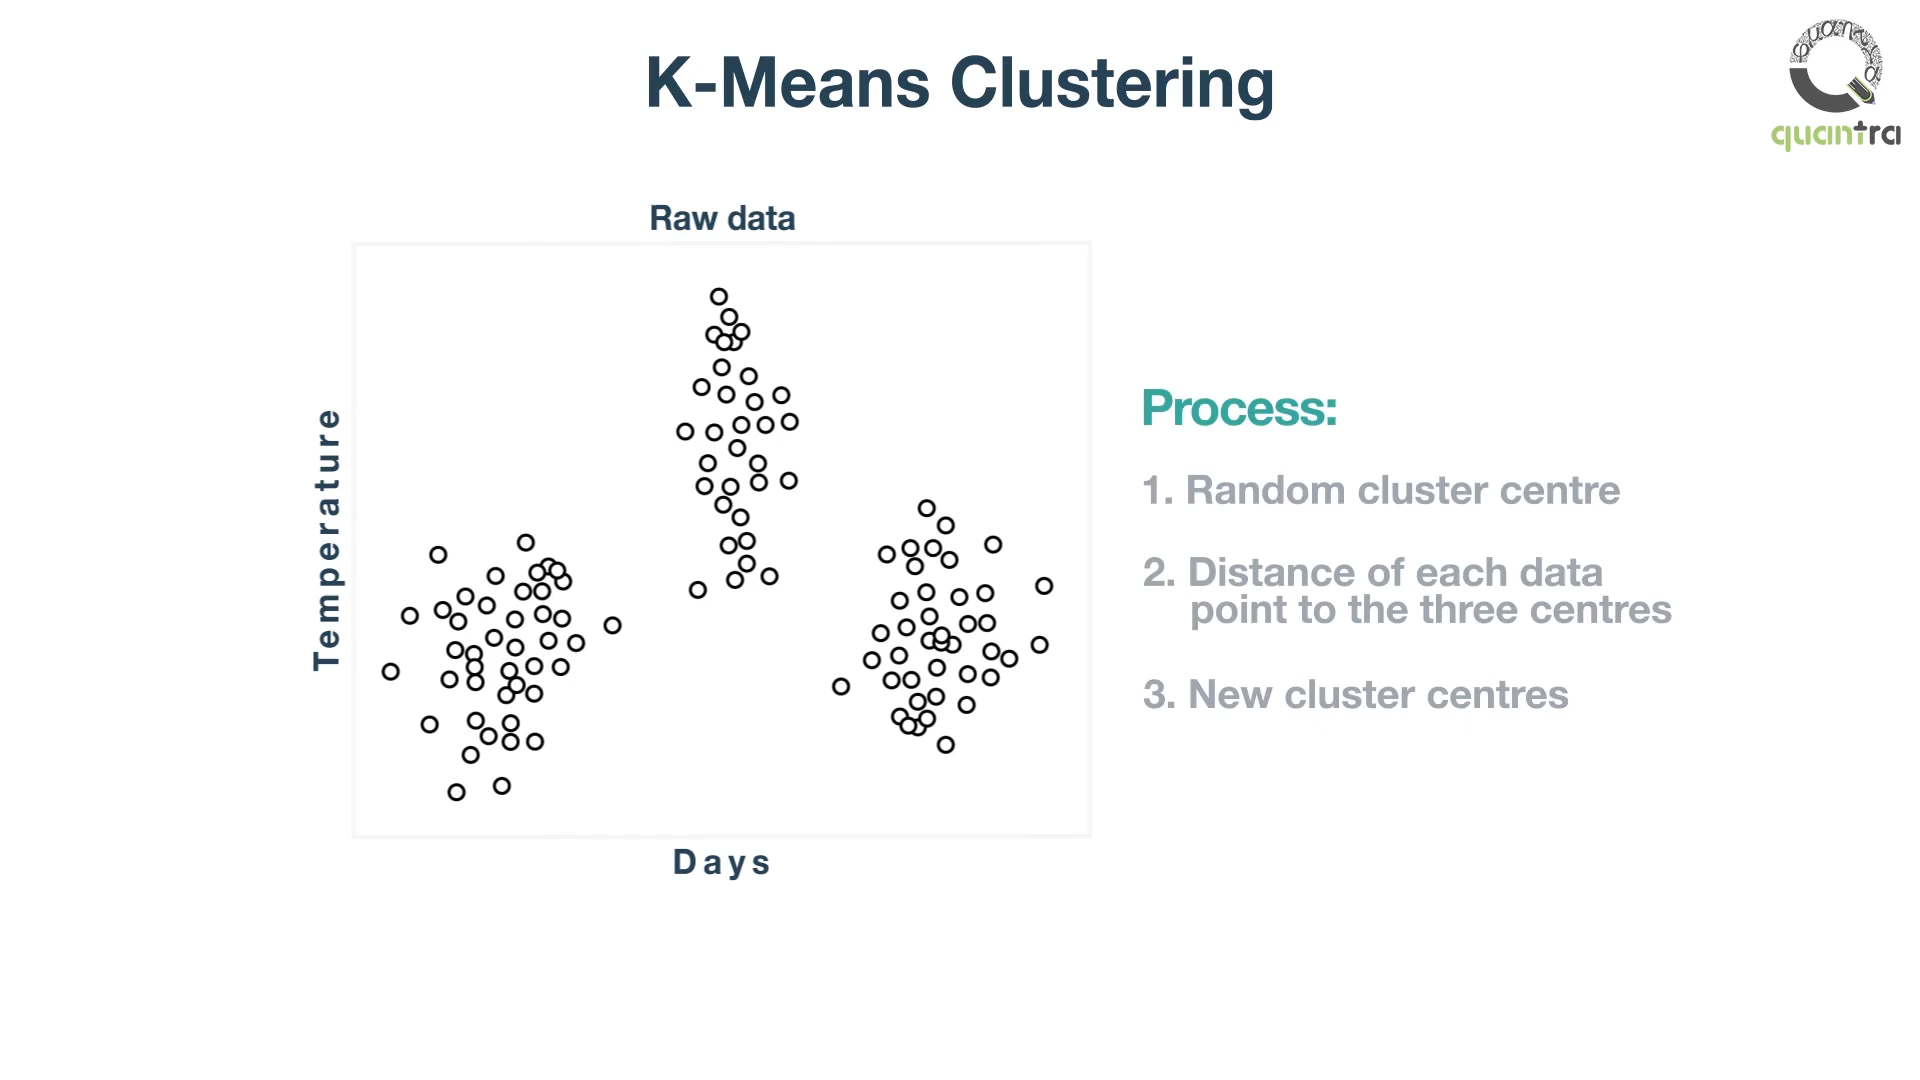 K-Means Clustering
quantra
Raw data
Temperature
Days
Process:
1. Random cluster centre
2. Distance of each data
point to the three centres
3. New cluster centres